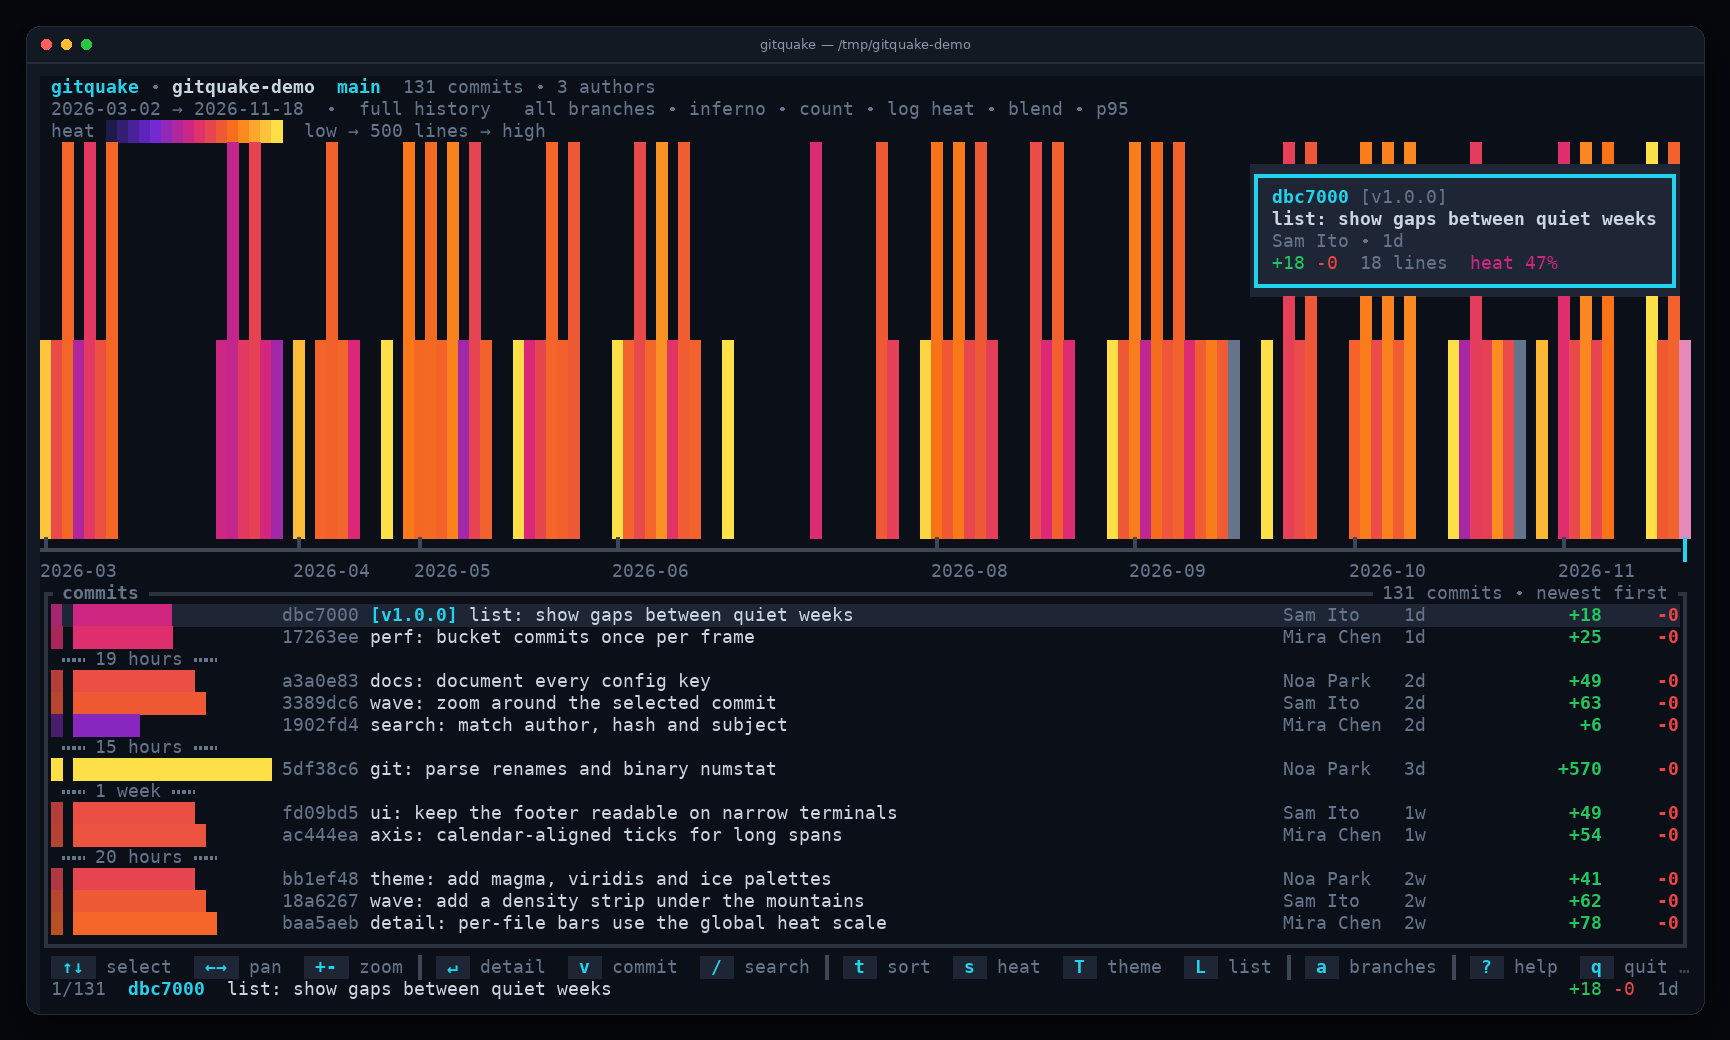 gitquake — /tmp/gitquake-demo
gitquake • gitquake-demo main 131 commits • 3 authors
2026-03-02 → 2026-11-18 • full history all branches • inferno • count • log heat • blend • p95
heat low → 500 lines → high
dbc7000 [v1.0.0]
list: show gaps between quiet weeks
Sam Ito • 1d
+18 -0 18 lines heat 47%
2026-03 2026-04 2026-05 2026-06 2026-08 2026-09 2026-10 2026-11
commits 131 commits • newest first
dbc7000 [v1.0.0] list: show gaps between quiet weeks Sam Ito 1d +18 -0
17263ee perf: bucket commits once per frame Mira Chen 1d +25 -0
19 hours
a3a0e83 docs: document every config key Noa Park 2d +49 -0
3389dc6 wave: zoom around the selected commit Sam Ito 2d +63 -0
1902fd4 search: match author, hash and subject Mira Chen 2d +6 -0
15 hours
5df38c6 git: parse renames and binary numstat Noa Park 3d +570 -0
1 week
fd09bd5 ui: keep the footer readable on narrow terminals Sam Ito 1w +49 -0
ac444ea axis: calendar-aligned ticks for long spans Mira Chen 1w +54 -0
20 hours
bb1ef48 theme: add magma, viridis and ice palettes Noa Park 2w +41 -0
18a6267 wave: add a density strip under the mountains Sam Ito 2w +62 -0
baa5aeb detail: per-file bars use the global heat scale Mira Chen 2w +78 -0
↑↓ select ←→ pan +- zoom ↵ detail v commit / search t sort s heat T theme L list a branches ? help q quit …
1/131 dbc7000 list: show gaps between quiet weeks +18 -0 1d